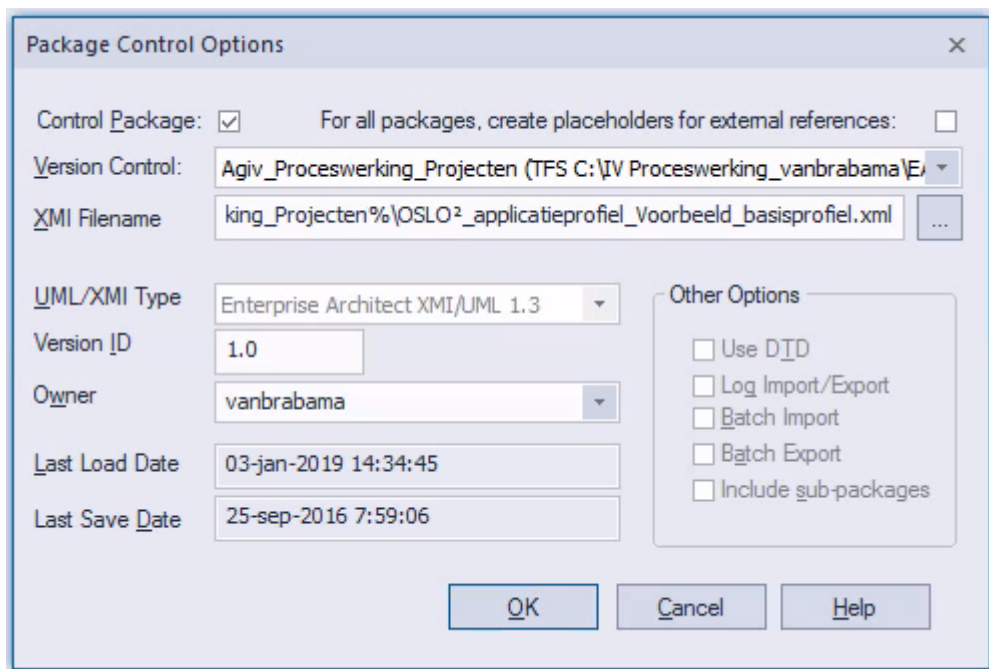 Package Control Options
Control Package: For all packages, create placeholders for external references:
Version Control: Agiv_Proceswerking_Projecten (TFS C:\IV Proceswerking_vanbrabama\EA
XMI Filename king_Projecten%\OSLO²_applicatieprofiel_Voorbeeld_basisprofiel.xml ...
UML/XMI Type Enterprise Architect XMI/UML 1.3
Other Options
Version ID 1.0
Use DTD
Owner vanbrabama
Log Import/Export
Batch Import
Last Load Date 03-jan-2019 14:34:45
Batch Export
Include sub-packages
Last Save Date 25-sep-2016 7:59:06
OK Cancel Help